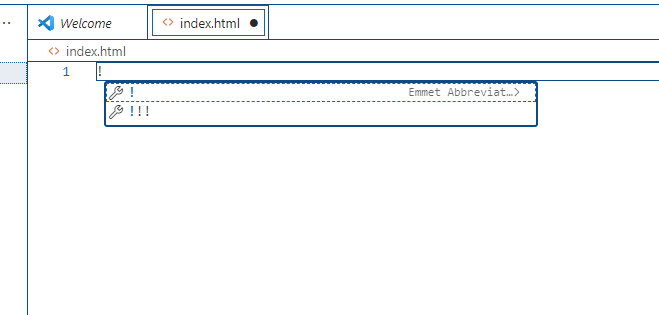 Welcome
index.html
index.html
1 !
! Emmet Abbreviat...>
!!!